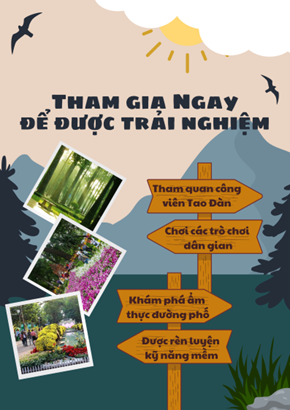 Tham gia Ngay
để được trải nghiệm
Tham quan công
viên Tao Đàn
Chơi các trò chơi
dân gian
Khám phá ẩm
thực đường phố
Được rèn luyện
kỹ năng mềm